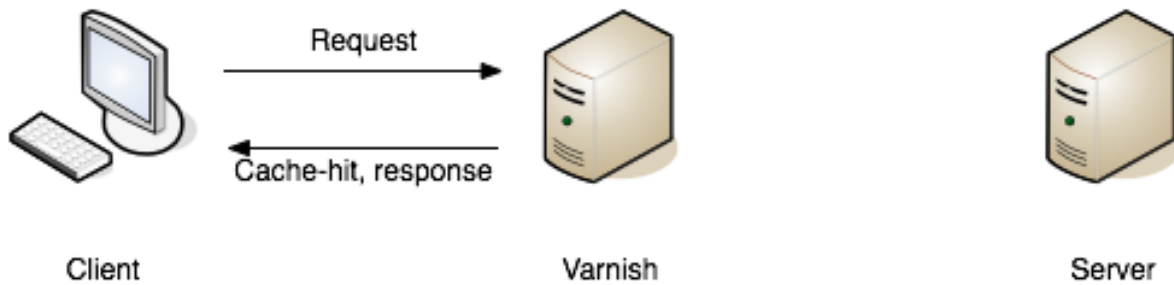 Request
Cache-hit, response
Client
Varnish
Server